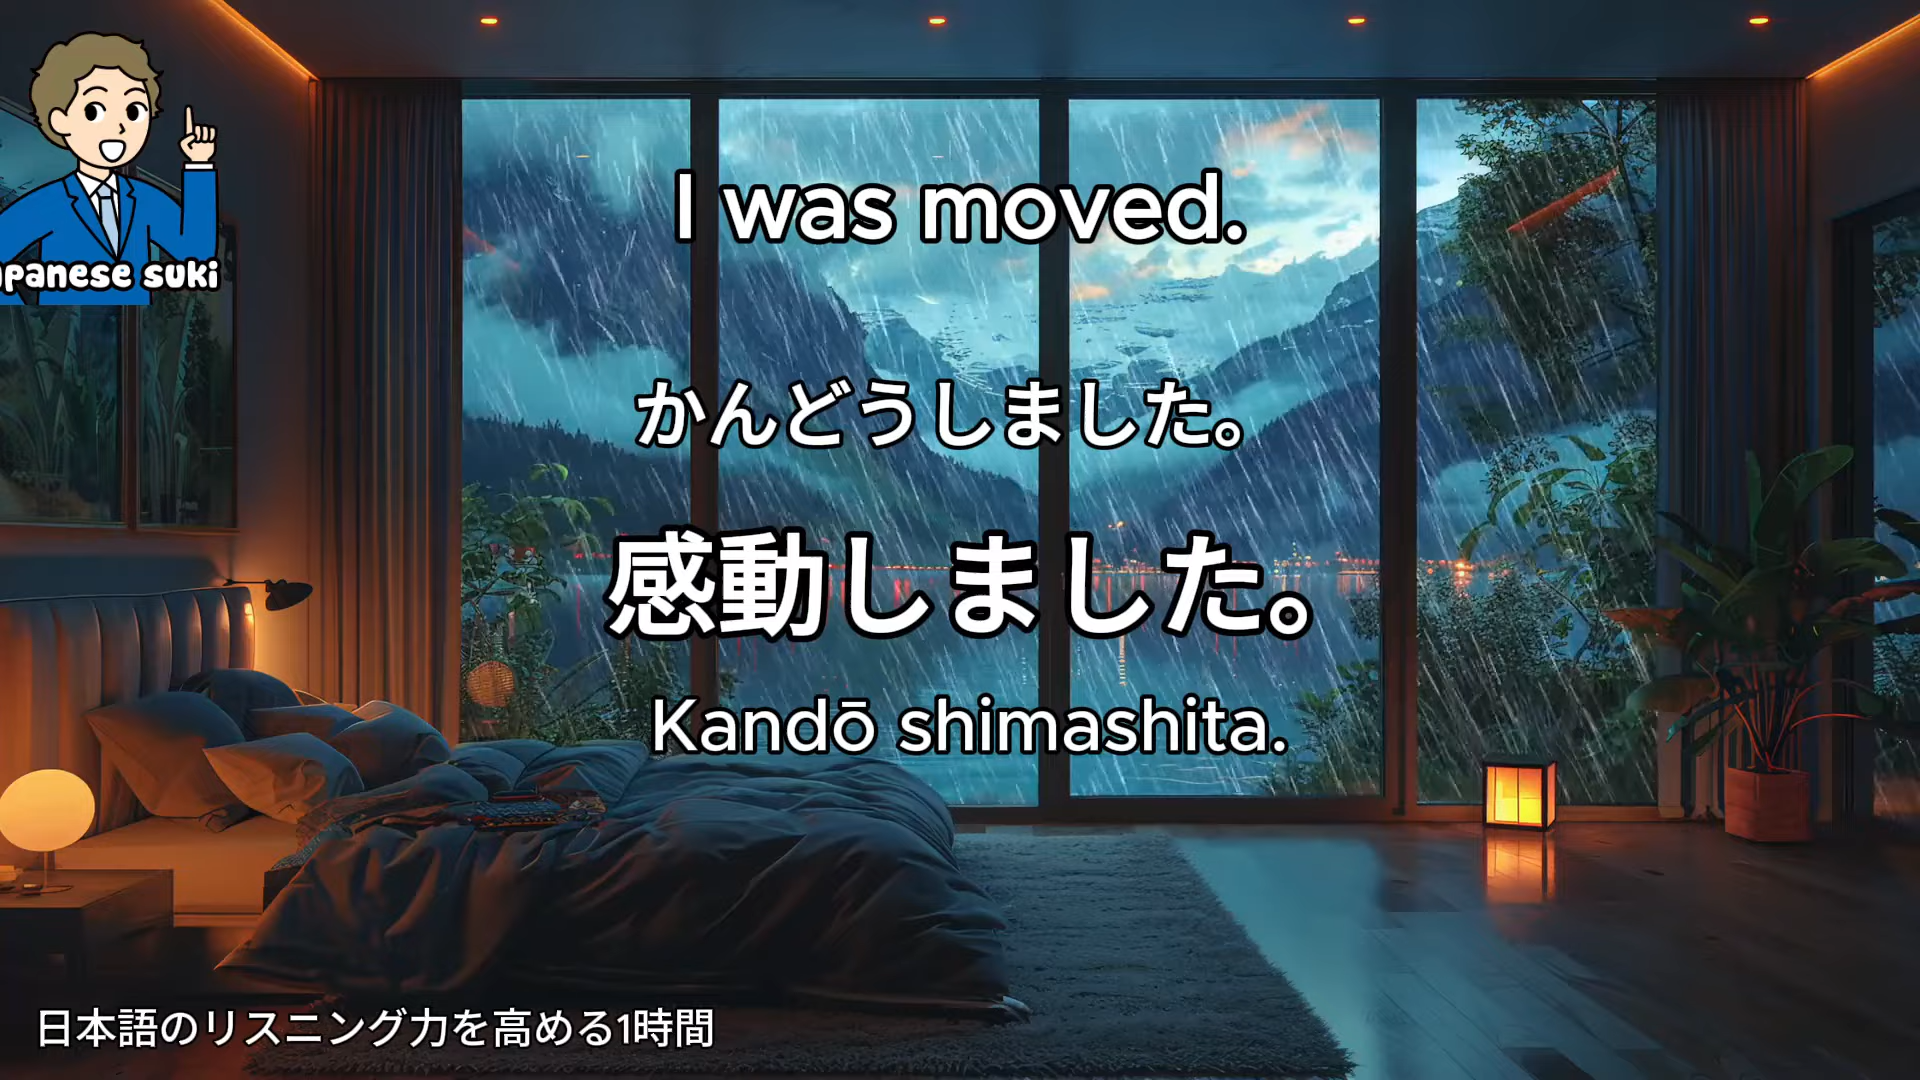 suki
I was moved.
かんどうしました。
感動しました。
Kandō shimashita.
日本語のリスニング力を高める1時間